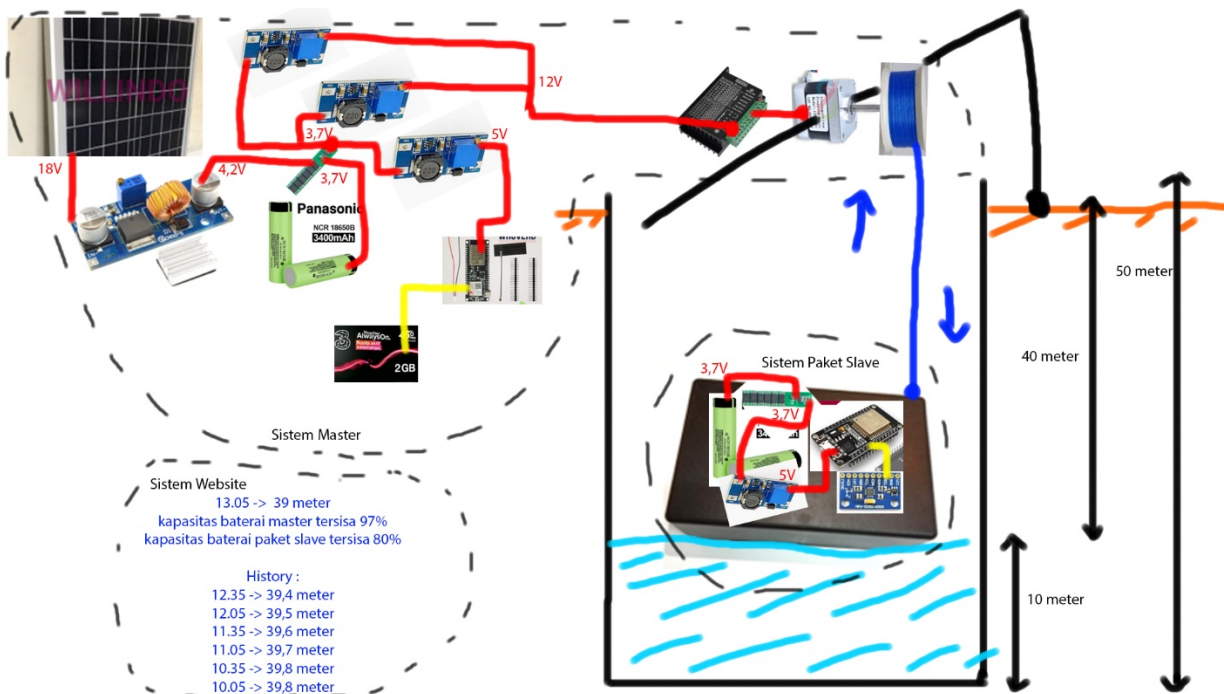 WILLINDO
18V
4,2V
3,7V
3,7V
12V
5V
Panasonic
NCR 18650B
3400mAh
3
AlwaysOn.
2GB
Sistem Master
Sistem Website
13.05 -> 39 meter
kapasitas baterai master tersisa 97%
kapasitas baterai paket slave tersisa 80%
History :
12.35 -> 39,4 meter
12.05 -> 39,5 meter
11.35 -> 39,6 meter
11.05 -> 39,7 meter
10.35 -> 39,8 meter
10.05 -> 39,8 meter
Sistem Paket Slave
3,7V
3,7V
5V
50 meter
40 meter
10 meter